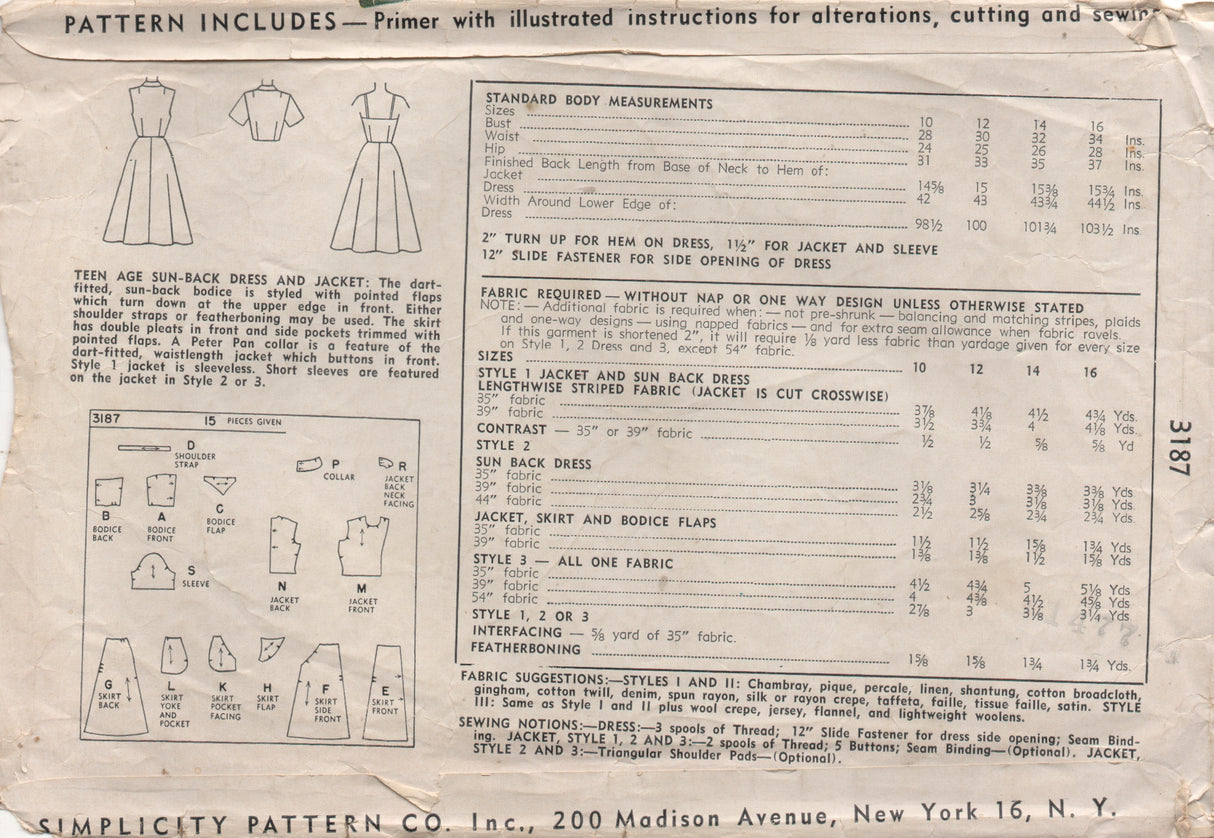 PATTERN INCLUDES — Primer with illustrated instructions for alterations, cutting and sewing
TEEN AGE SUN-BACK DRESS AND JACKET: The dart-
fitted, sun-back bodice is styled with pointed flaps
which turn down at the upper edge in front. Either
shoulder straps or featherboning may be used. The skirt
has double pleats in front and side pockets trimmed with
pointed flaps. A Peter Pan collar is a feature of the
dart-fitted, waistlength jacket which buttons in front.
Style 1 jacket is sleeveless. Short sleeves are featured
on the jacket in Style 2 or 3.
3187 15 PIECES GIVEN
D
SHOULDER
STRAP
P
COLLAR
R
JACKET
BACK
NECK
FACING
B
BODICE
BACK
A
BODICE
FRONT
C
BODICE
FLAP
S
SLEEVE
N
JACKET
BACK
M
JACKET
FRONT
G
SKIRT
BACK
L
SKIRT
YOKE
AND
POCKET
K
SKIRT
POCKET
FACING
H
SKIRT
FLAP
F
SKIRT
SIDE
FRONT
E
SKIRT
FRONT
STANDARD BODY MEASUREMENTS
Sizes 10 12 14 16
Bust 28 30 32 34 Ins.
Waist 24 25 26 28 Ins.
Hip 31 33 35 37 Ins.
Finished Back Length from Base of Neck to Hem of:
Jacket 14⅝ 15 15⅜ 15¾ Ins.
Dress 42 43 43¾ 44½ Ins.
Width Around Lower Edge of:
Dress 98½ 100 101¾ 103½ Ins
2" TURN UP FOR HEM ON DRESS, 1½" FOR JACKET AND SLEEVE
12" SLIDE FASTENER FOR SIDE OPENING OF DRESS
FABRIC REQUIRED — WITHOUT NAP OR ONE WAY DESIGN UNLESS OTHERWISE STATED
NOTE: — Additional fabric is required when: — not pre-shrunk — balancing and matching stripes, plaids
and one-way designs — using napped fabrics — and for extra seam allowance when fabric ravels.
If this garment is shortened 2", it will require ⅛ yard less fabric than yardage given for every size
on Style 1, 2 Dress and 3, except 54" fabric.
SIZES 10 12 14 16
STYLE 1 JACKET AND SUN BACK DRESS
LENGTHWISE STRIPED FABRIC (JACKET IS CUT CROSSWISE)
35" fabric 3⅞ 4⅛ 4½ 4¾ Yds.
39" fabric 3½ 3¾ 4 4⅛ Yds.
CONTRAST — 35" or 39" fabric ½ ½ ⅝ ⅝ Yd
STYLE 2
SUN BACK DRESS
35" fabric 3⅛ 3¼ 3⅜ 3⅜ Yds
39" fabric 2¾ 3 3⅛ 3⅛ Yds
44" fabric 2½ 2⅝ 2¾ 2¾ Yds.
JACKET, SKIRT AND BODICE FLAPS
35" fabric 1½ 1½ 1⅝ 1¾ Yds
39" fabric 1⅜ 1⅜ 1½ 1⅝ Yds
STYLE 3 — ALL ONE FABRIC
35" fabric 4½ 4¾ 5 5⅛ Yds
39" fabric 4 4⅜ 4½ 4⅝ Yds
54" fabric 2⅞ 3 3⅛ 3¼ Yds.
STYLE 1, 2 OR 3
INTERFACING — ⅝ yard of 35" fabric.
FEATHERBONING 1⅝ 1⅝ 1¾ 1¾ Yds.
FABRIC SUGGESTIONS:—STYLES I AND II: Chambray, pique, percale, linen, shantung, cotton broadcloth,
gingham, cotton twill, denim, spun rayon, silk or rayon crepe, taffeta, faille, tissue faille, satin. STYLE
III: Same as Style I and II plus wool crepe, jersey, flannel, and lightweight woolens.
SEWING NOTIONS:—DRESS:—3 spools of Thread; 12" Slide Fastener for dress side opening; Seam Bind-
ing. JACKET, STYLE 1, 2 AND 3:—2 spools of Thread; 5 Buttons; Seam Binding—(Optional). JACKET,
STYLE 2 AND 3:—Triangular Shoulder Pads—(Optional).
3187
SIMPLICITY PATTERN CO. Inc., 200 Madison Avenue, New York 16, N. Y.